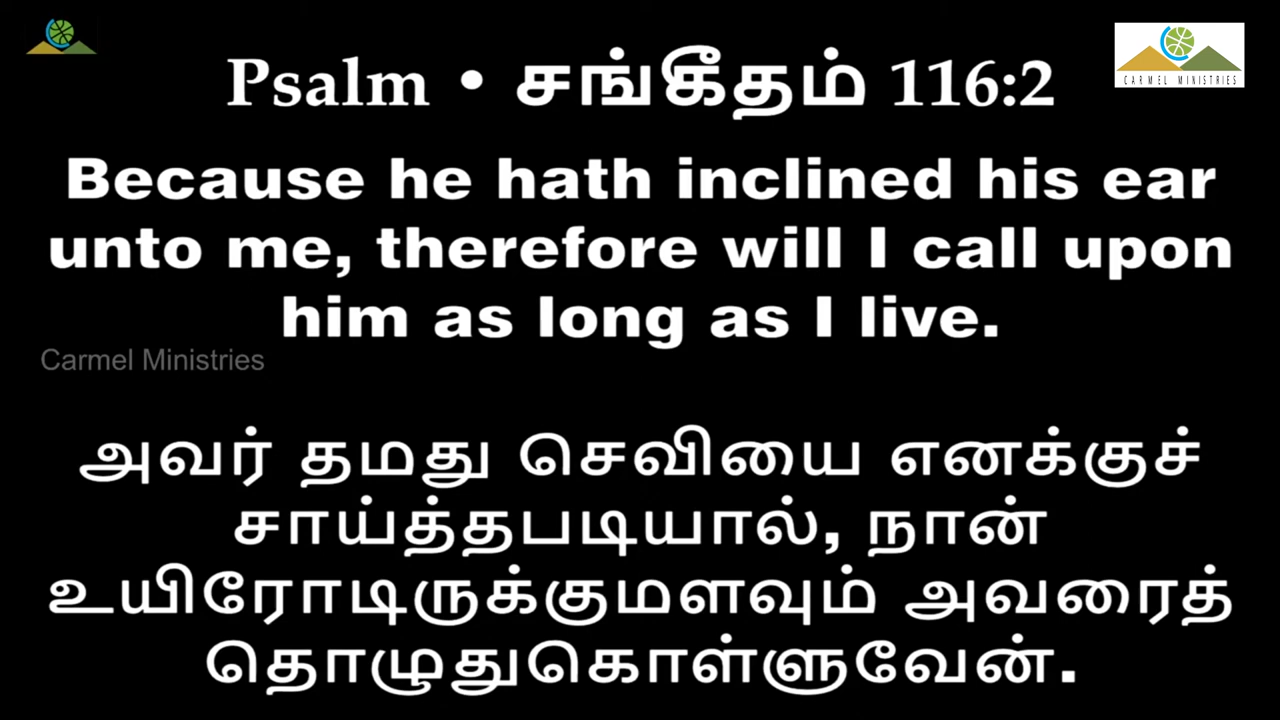 Psalm • சங்கீதம் 116:2
CARMEL MINISTRIES
Because he hath inclined his ear
unto me, therefore will I call upon
him as long as I live.
Carmel Ministries
அவர் தமது செவியை எனக்குச்
சாய்த்தபடியால், நான்
உயிரோடிருக்குமளவும் அவரைத்
தொழுதுகொள்ளுவேன்.